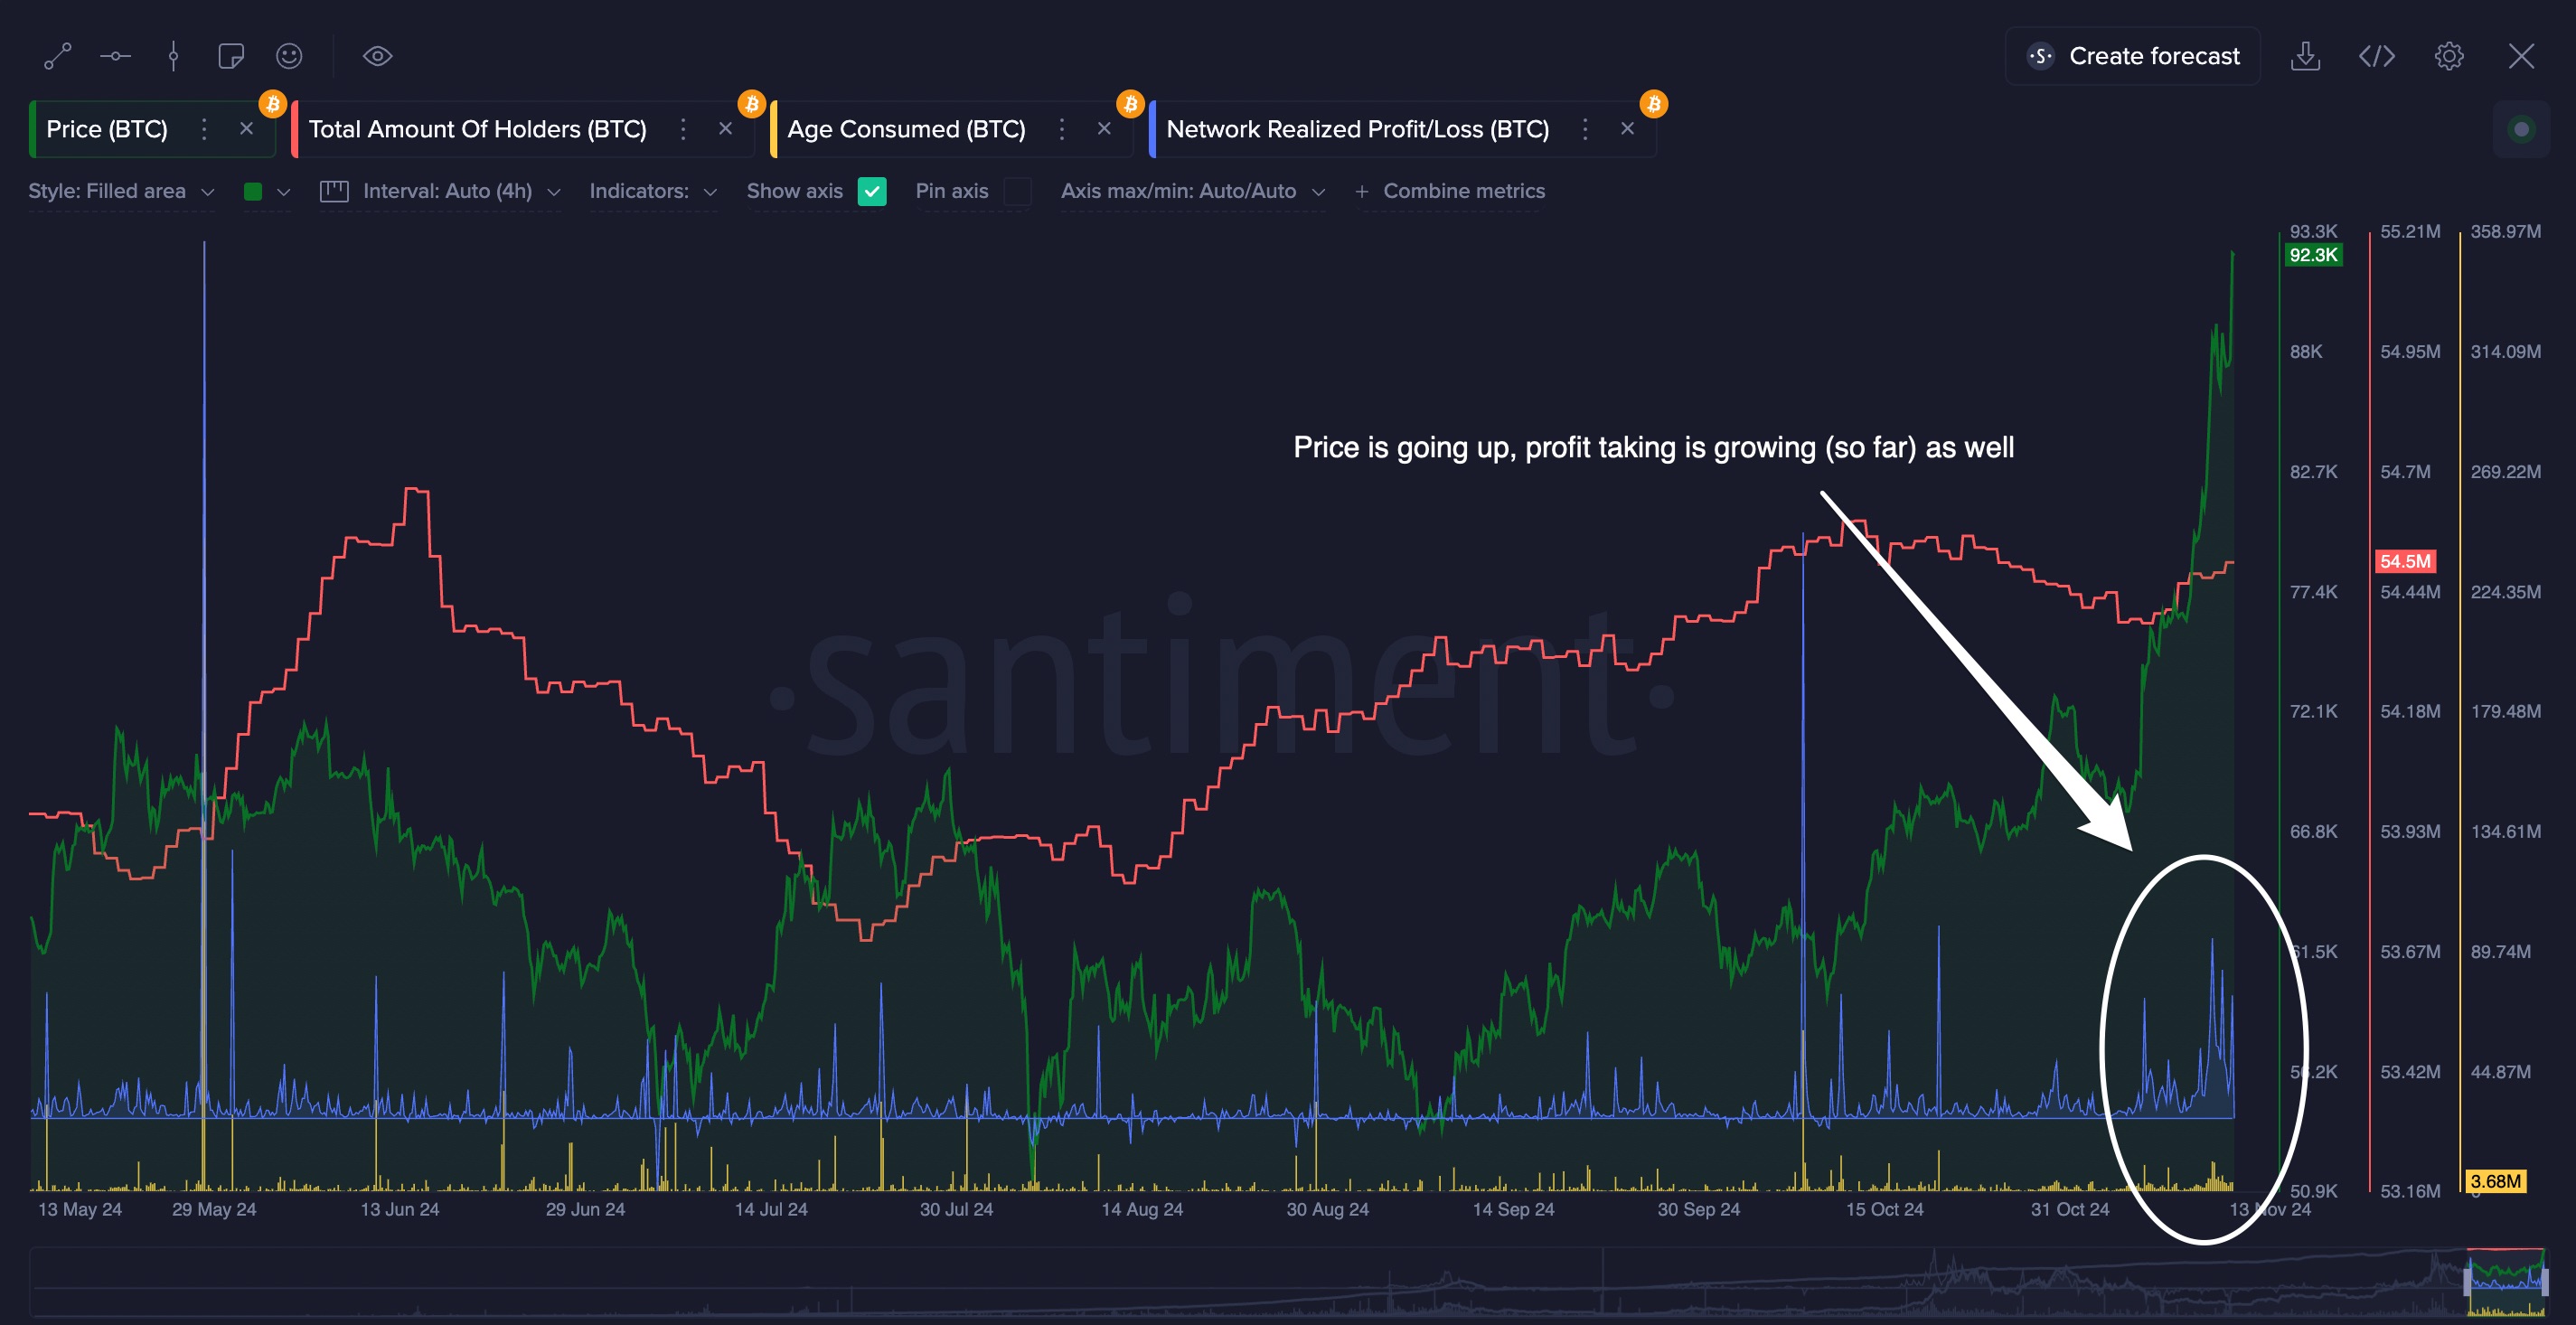 ·S· Create forecast
Price (BTC) Total Amount Of Holders (BTC) Age Consumed (BTC) Network Realized Profit/Loss (BTC)
Style: Filled area Interval: Auto (4h) Indicators: Show axis Pin axis Axis max/min: Auto/Auto + Combine metrics
93.3K 55.21M 358.97M
92.3K
88K 54.95M 314.09M
Price is going up, profit taking is growing (so far) as well
82.7K 54.7M 269.22M
54.5M
77.4K 54.44M 224.35M
·santiment·
72.1K 54.18M 179.48M
66.8K 53.93M 134.61M
61.5K 53.67M 89.74M
56.2K 53.42M 44.87M
3.68M
50.9K 53.16M
13 May 24 29 May 24 13 Jun 24 29 Jun 24 14 Jul 24 30 Jul 24 14 Aug 24 30 Aug 24 14 Sep 24 30 Sep 24 15 Oct 24 31 Oct 24 13 Nov 24